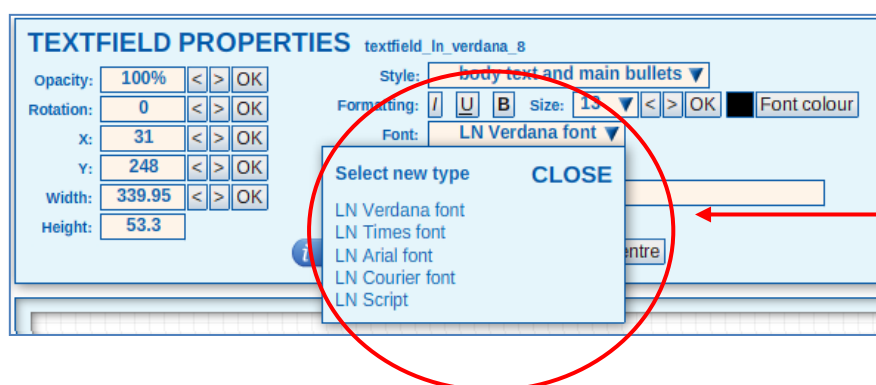 TEXTFIELD PROPERTIES textfield_ln_verdana_8
Opacity: 100% < > OK Style: body text and main bullets ▼
Rotation: 0 < > OK Formatting: I U B Size: 13 ▼ < > OK Font colour
X: 31 < > OK Font: LN Verdana font ▼
Y: 248 < > OK
Width: 339.95 < > OK
Height: 53.3
Select new type CLOSE
LN Verdana font
LN Times font
LN Arial font
LN Courier font
LN Script
i
entre